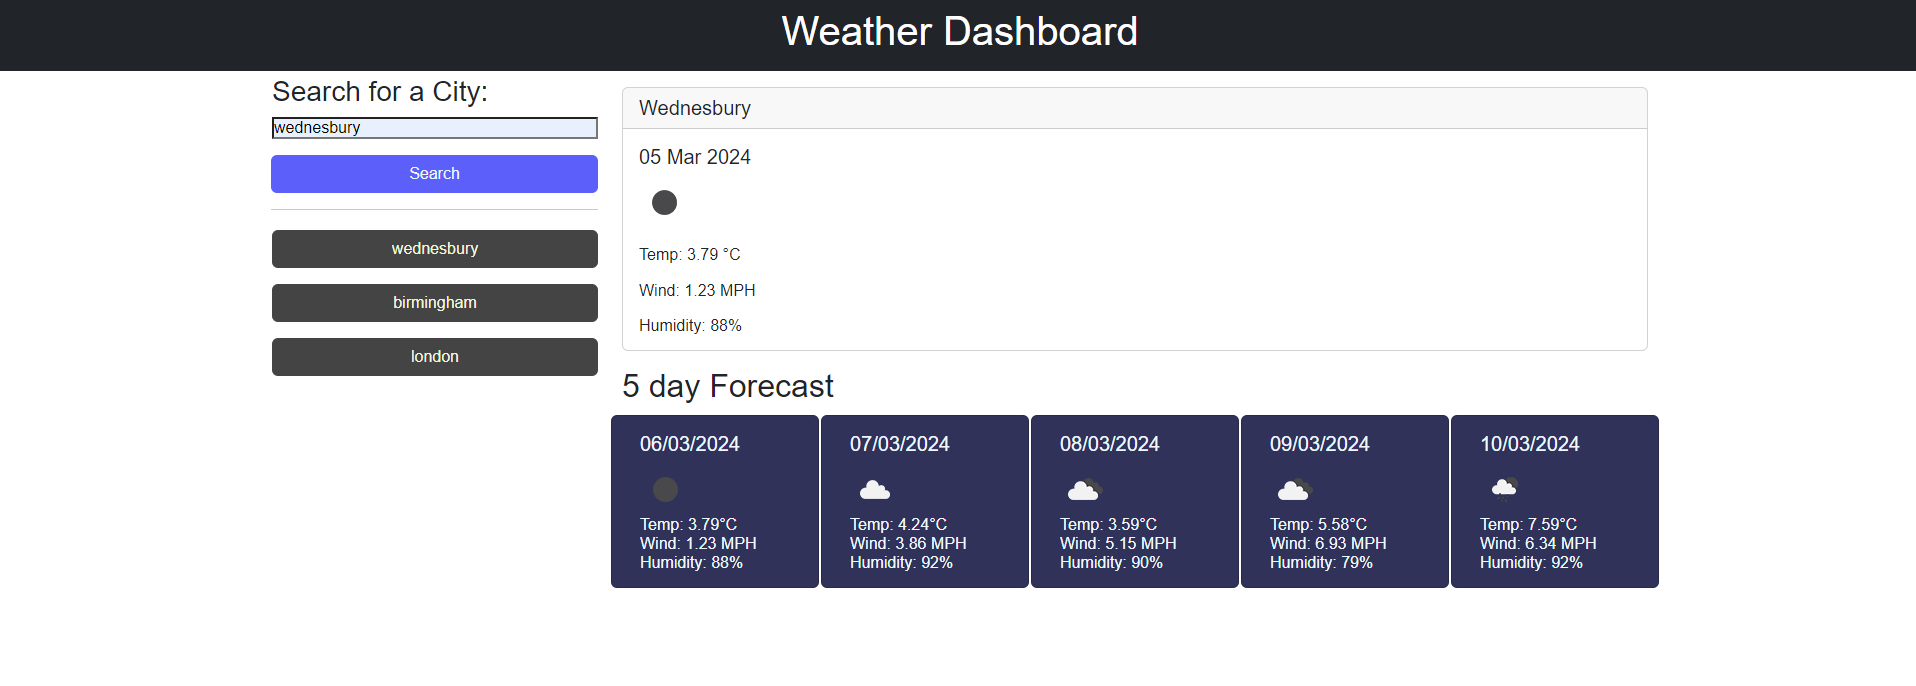 Weather Dashboard
Search for a City:
wednesbury
Search
wednesbury
birmingham
london
Wednesbury
05 Mar 2024
Temp: 3.79 °C
Wind: 1.23 MPH
Humidity: 88%
5 day Forecast
06/03/2024
Temp: 3.79°C
Wind: 1.23 MPH
Humidity: 88%
07/03/2024
Temp: 4.24°C
Wind: 3.86 MPH
Humidity: 92%
08/03/2024
Temp: 3.59°C
Wind: 5.15 MPH
Humidity: 90%
09/03/2024
Temp: 5.58°C
Wind: 6.93 MPH
Humidity: 79%
10/03/2024
Temp: 7.59°C
Wind: 6.34 MPH
Humidity: 92%